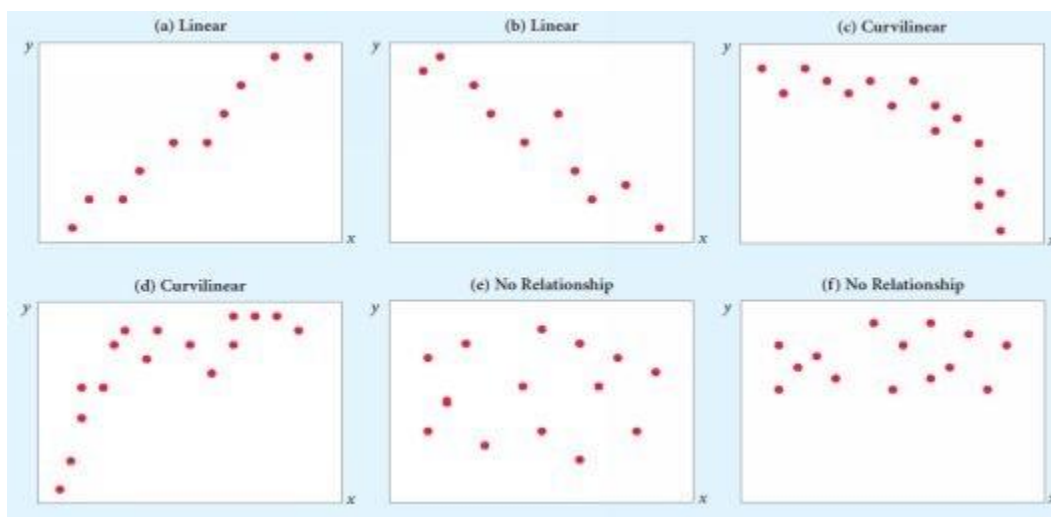 (a) Linear
(b) Linear
(c) Curvilinear
y
y
y
x
x
x
(d) Curvilinear
(e) No Relationship
(f) No Relationship
y
y
y
x
x
x